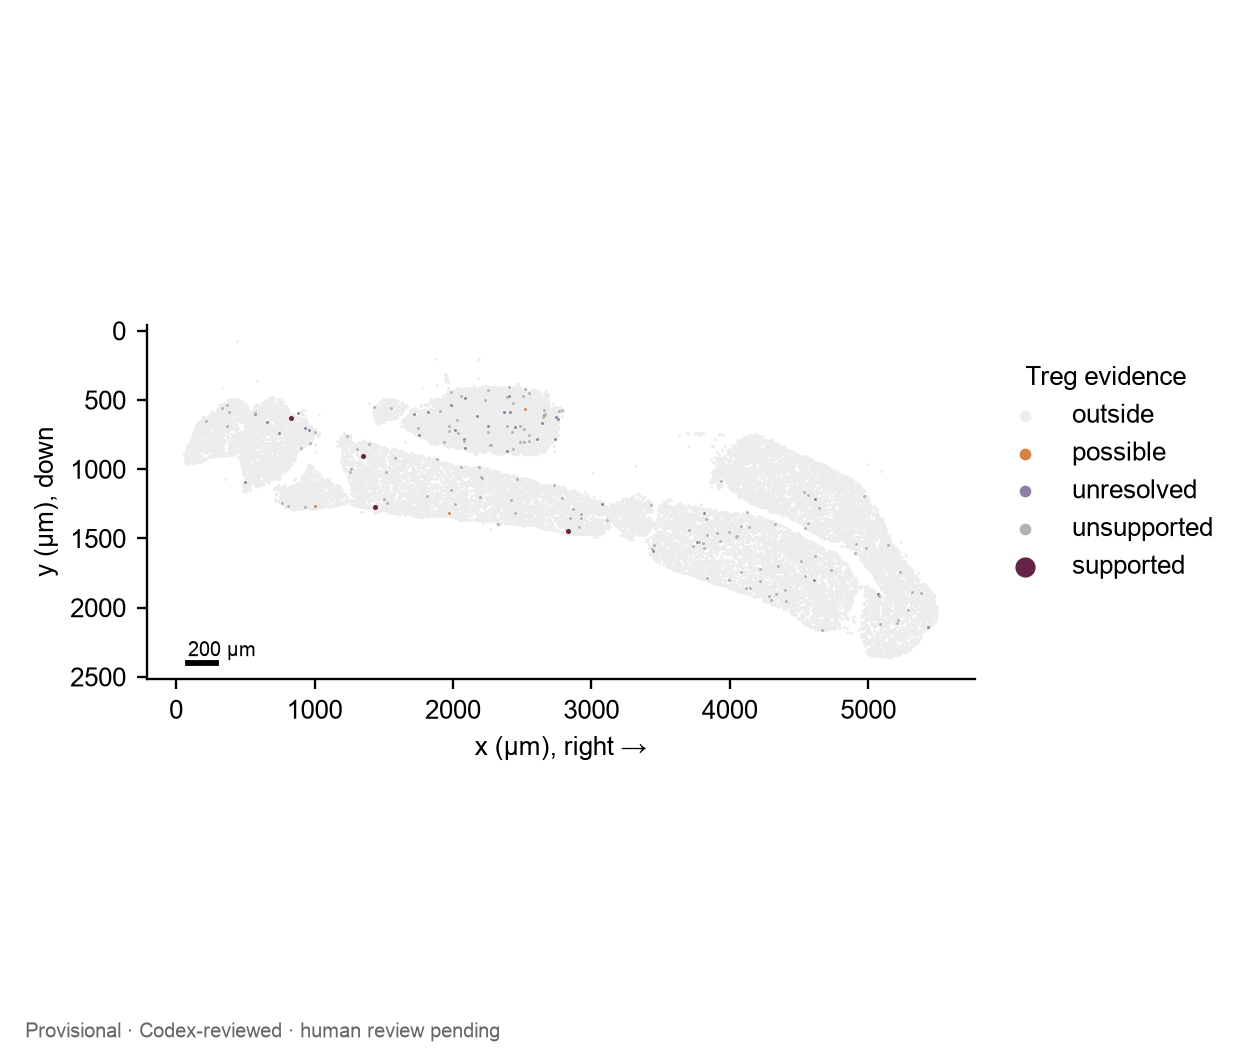 0
500
1000
1500
2000
2500
y (µm), down
200 µm
0 1000 2000 3000 4000 5000
x (µm), right →
Treg evidence
outside
possible
unresolved
unsupported
supported
Provisional · Codex-reviewed · human review pending